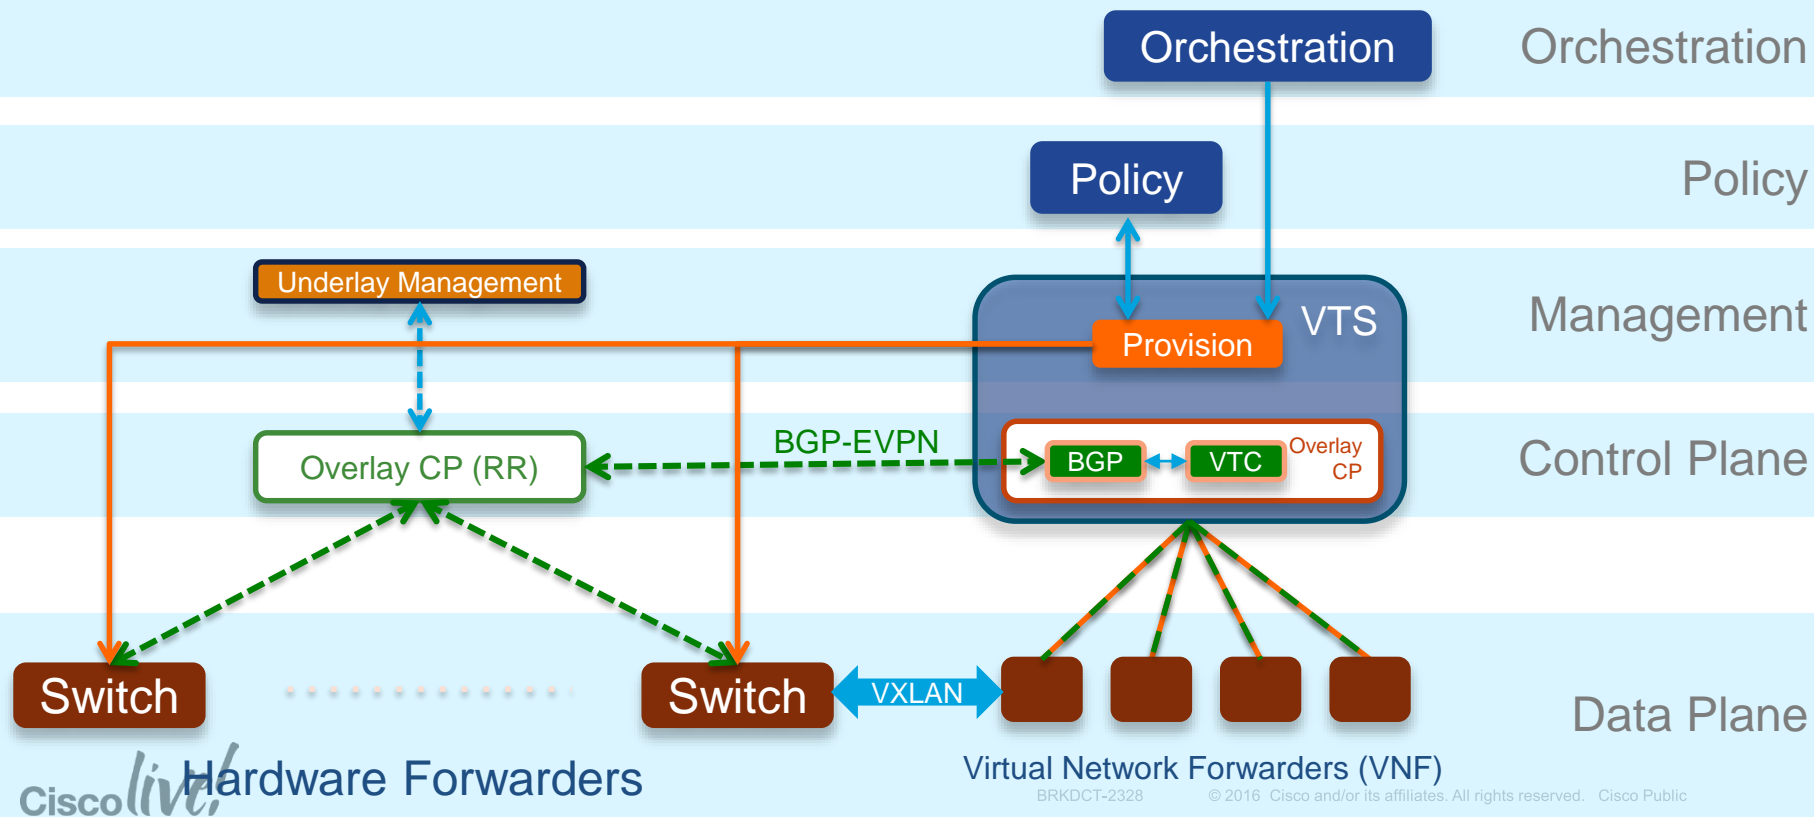 Orchestration
Orchestration
Policy
Policy
Underlay Management
VTS
Management
Provision
BGP-EVPN
Overlay CP (RR)
BGP
VTC
Overlay
CP
Control Plane
Switch
Switch
VXLAN
Data Plane
Hardware Forwarders
Virtual Network Forwarders (VNF)
Cisco live!
BRKDCT-2328
© 2016 Cisco and/or its affiliates. All rights reserved. Cisco Public